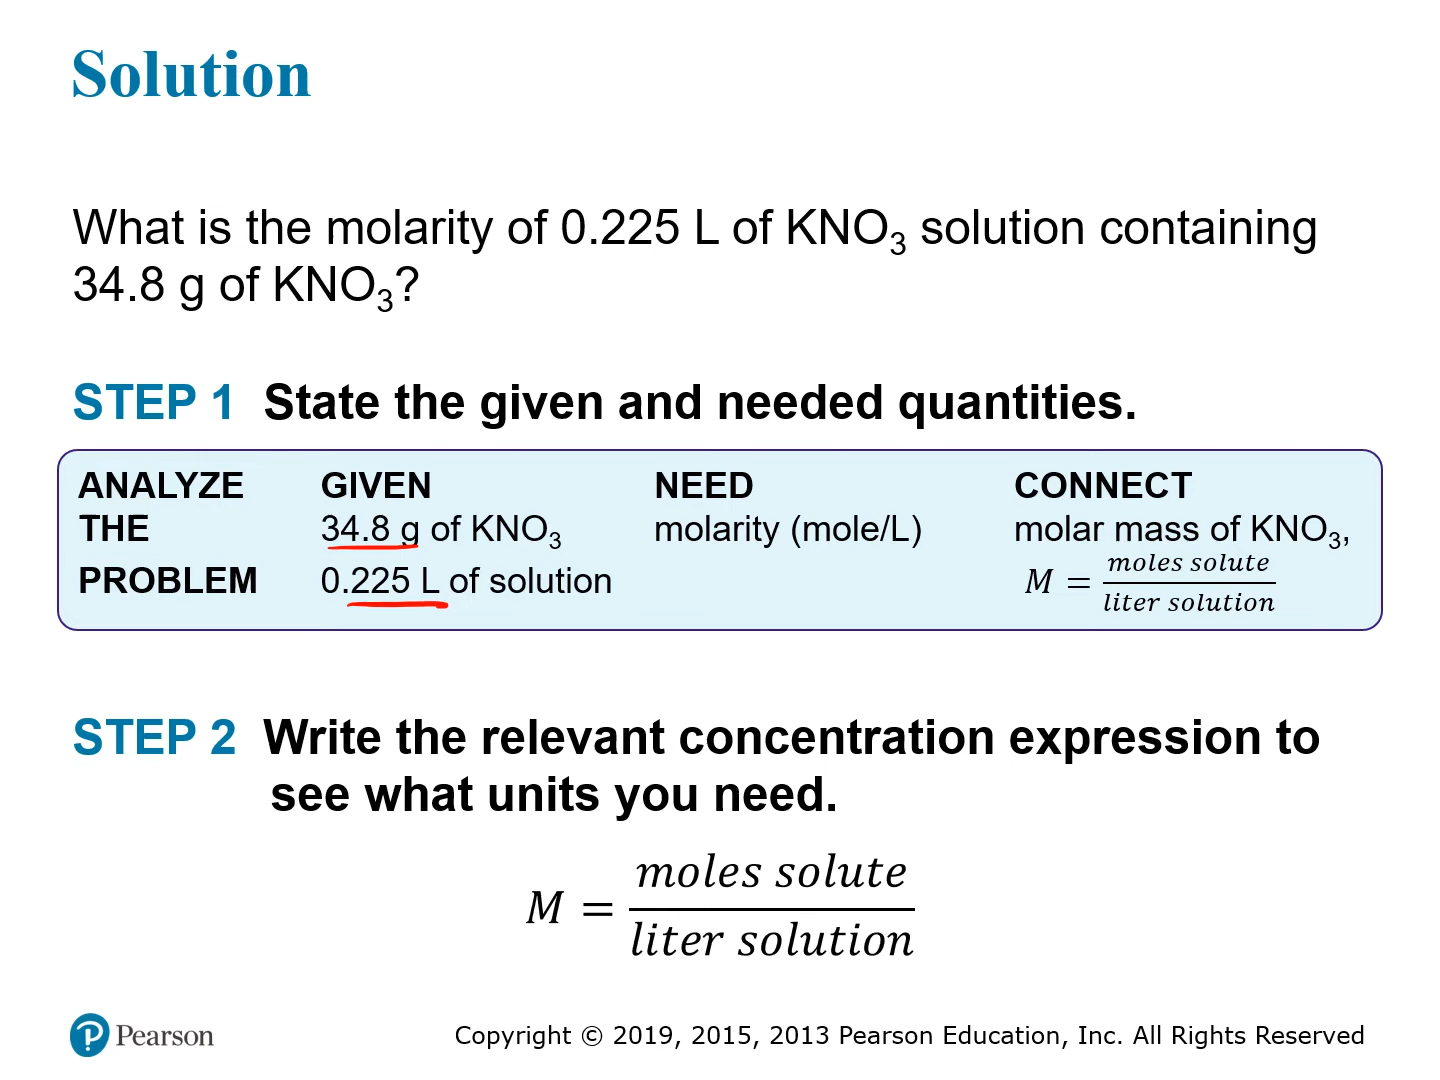 Solution
What is the molarity of 0.225 L of KNO₃ solution containing
34.8 g of KNO₃?
STEP 1 State the given and needed quantities.
ANALYZE GIVEN NEED CONNECT
THE 34.8 g of KNO₃ molarity (mole/L) molar mass of KNO₃,
PROBLEM 0.225 L of solution M = moles solute / liter solution
STEP 2 Write the relevant concentration expression to
see what units you need.
M = moles solute / liter solution
Pearson Copyright © 2019, 2015, 2013 Pearson Education, Inc. All Rights Reserved